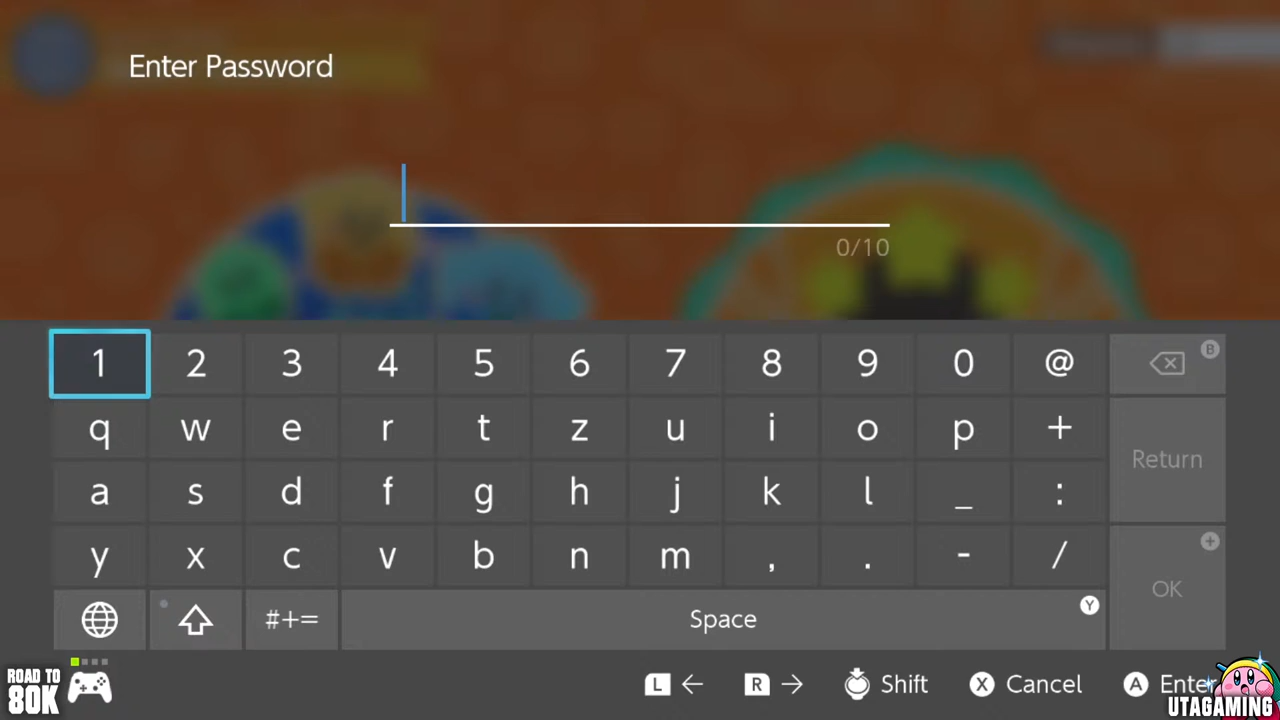 Enter Password
0/10
1 2 3 4 5 6 7 8 9 0 @ B
q w e r t z u i o p + Return
a s d f g h j k l _ :
y x c v b n m , . - / + OK
#+= Space Y
L ← R → Shift X Cancel A Enter
ROAD TO
80K
UTAGAMING